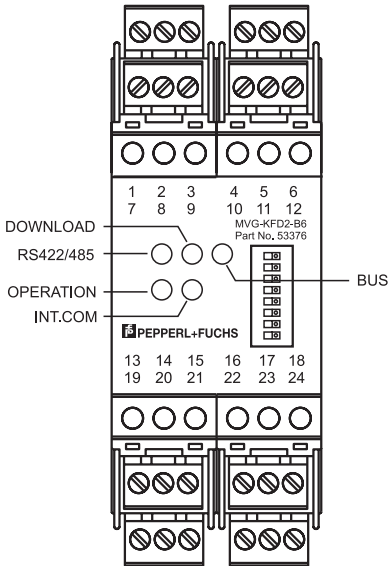 1 2 3 4 5 6
7 8 9 10 11 12
MVG-KFD2-B6
Part No. 53376
DOWNLOAD
RS422/485
BUS
OPERATION
INT.COM
PEPPERL+FUCHS
13 14 15 16 17 18
19 20 21 22 23 24